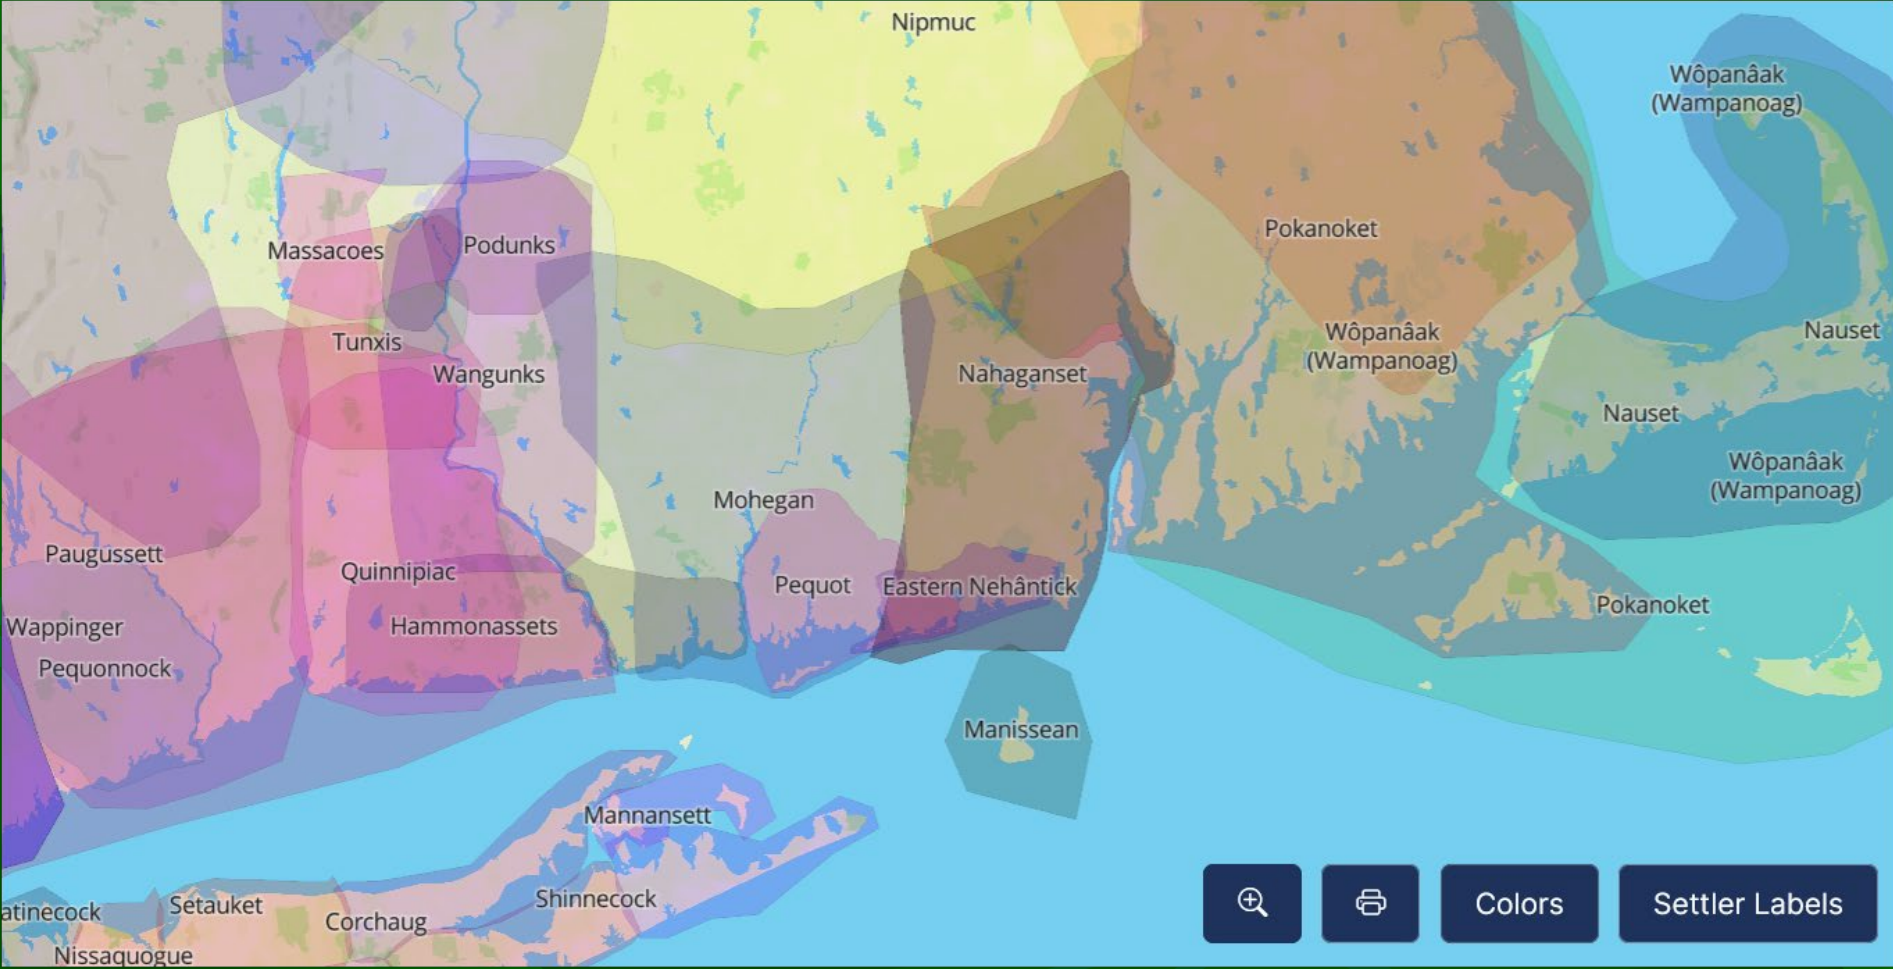 Nipmuc
Wôpanâak
(Wampanoag)
Massacoes
Podunks
Pokanoket
Tunxis
Wangunks
Nahaganset
Wôpanâak
(Wampanoag)
Nauset
Nauset
Wôpanâak
(Wampanoag)
Mohegan
Paugussett
Quinnipiac
Pequot
Eastern Nehântick
Wappinger
Hammonassets
Pokanoket
Pequonnock
Manissean
Mannansett
atinecock
Setauket
Corchaug
Shinnecock
Nissaquogue
Colors
Settler Labels